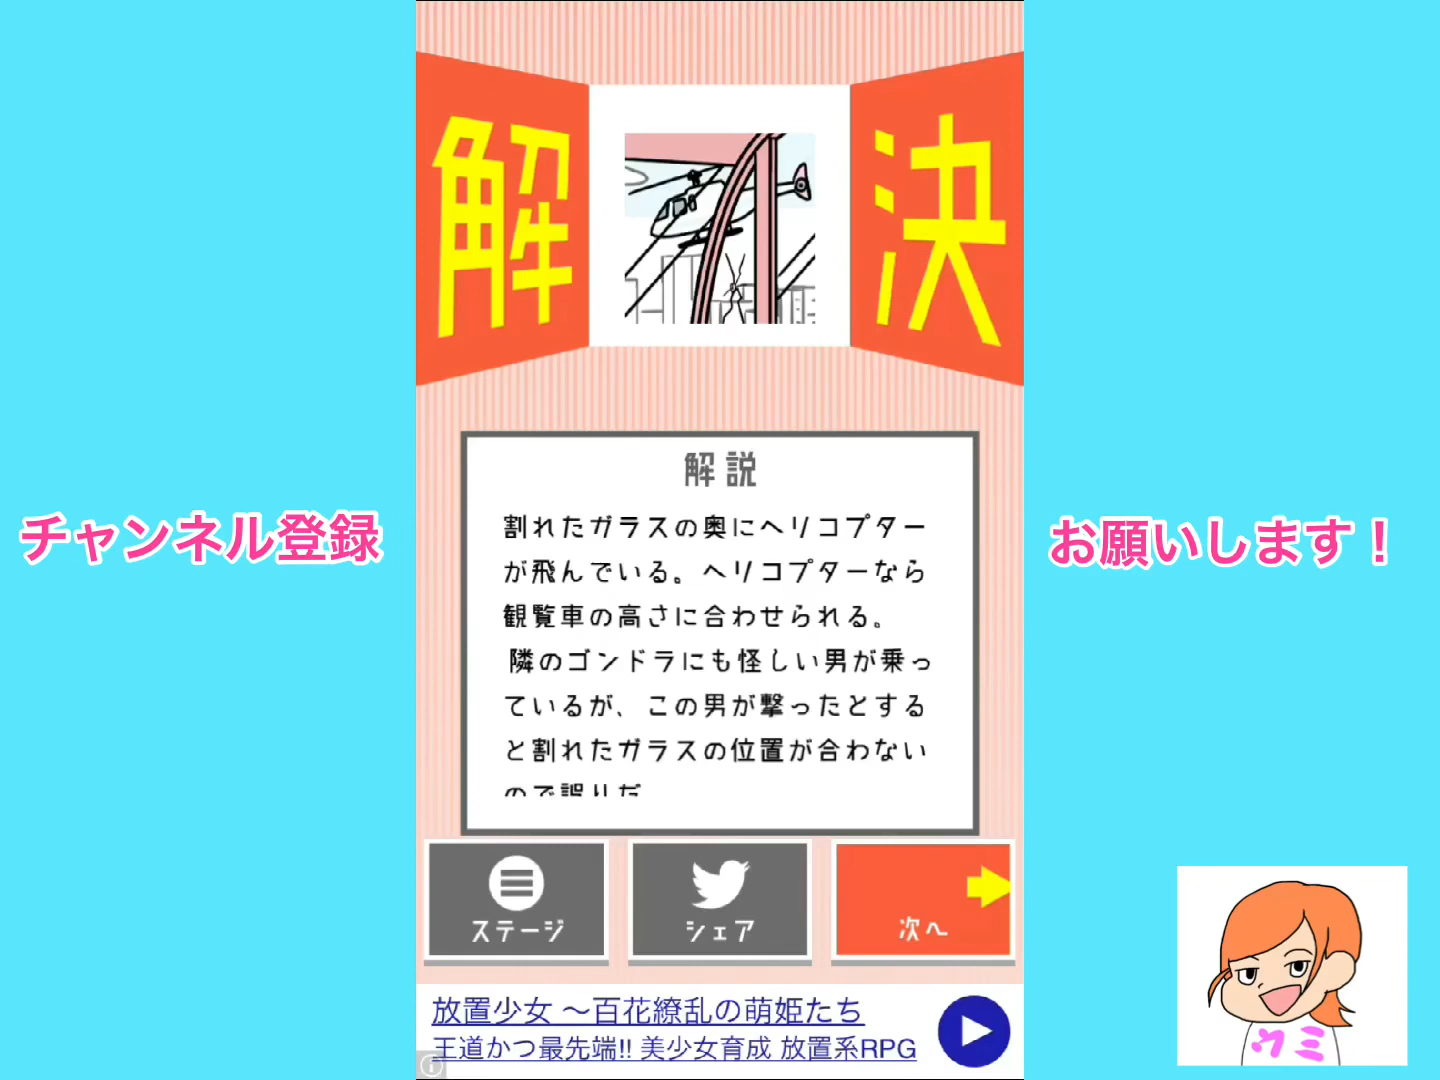 解決
解説
割れたガラスの奥にヘリコプター
が飛んでいる。ヘリコプターなら
観覧車の高さに合わせられる。
隣のゴンドラにも怪しい男が乗っ
ているが、この男が撃ったとする
と割れたガラスの位置が合わない
ので誤りだ
チャンネル登録
お願いします！
ステージ
シェア
次へ
放置少女 〜百花繚乱の萌姫たち
王道かつ最先端!! 美少女育成 放置系RPG
ウミ